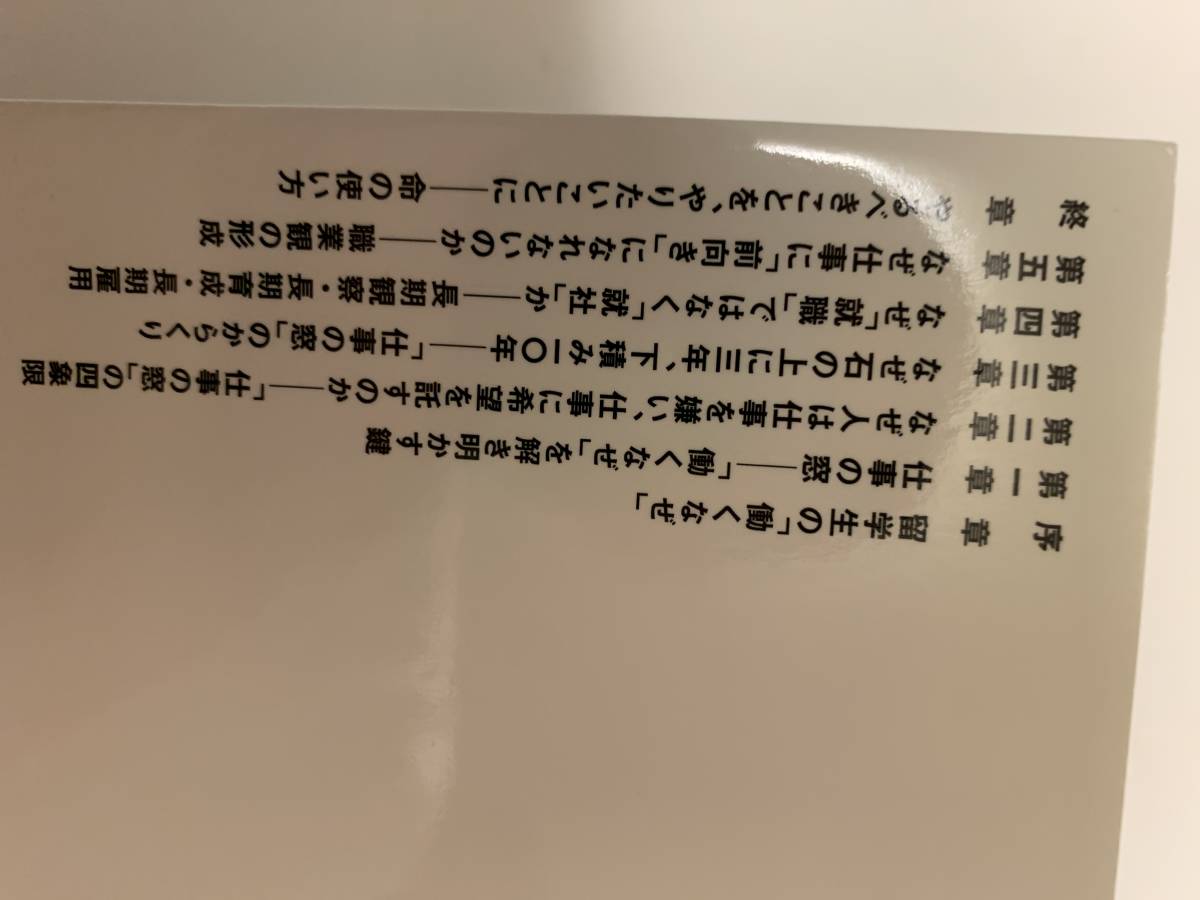 序　章　留学生の「働くなぜ」
第一章　仕事の窓――「働くなぜ」を解き明かす鍵
第二章　なぜ人は仕事を嫌い、仕事に希望を託すのか――「仕事の窓」の四象限
第三章　なぜ石の上に三年、下積み一〇年――「仕事の窓」のからくり
第四章　なぜ「就職」ではなく「就社」か――長期観察・長期育成・長期雇用
第五章　なぜ仕事に「前向き」になれないのか――職業観の形成
終　章　やるべきことを、やりたいことに――命の使い方